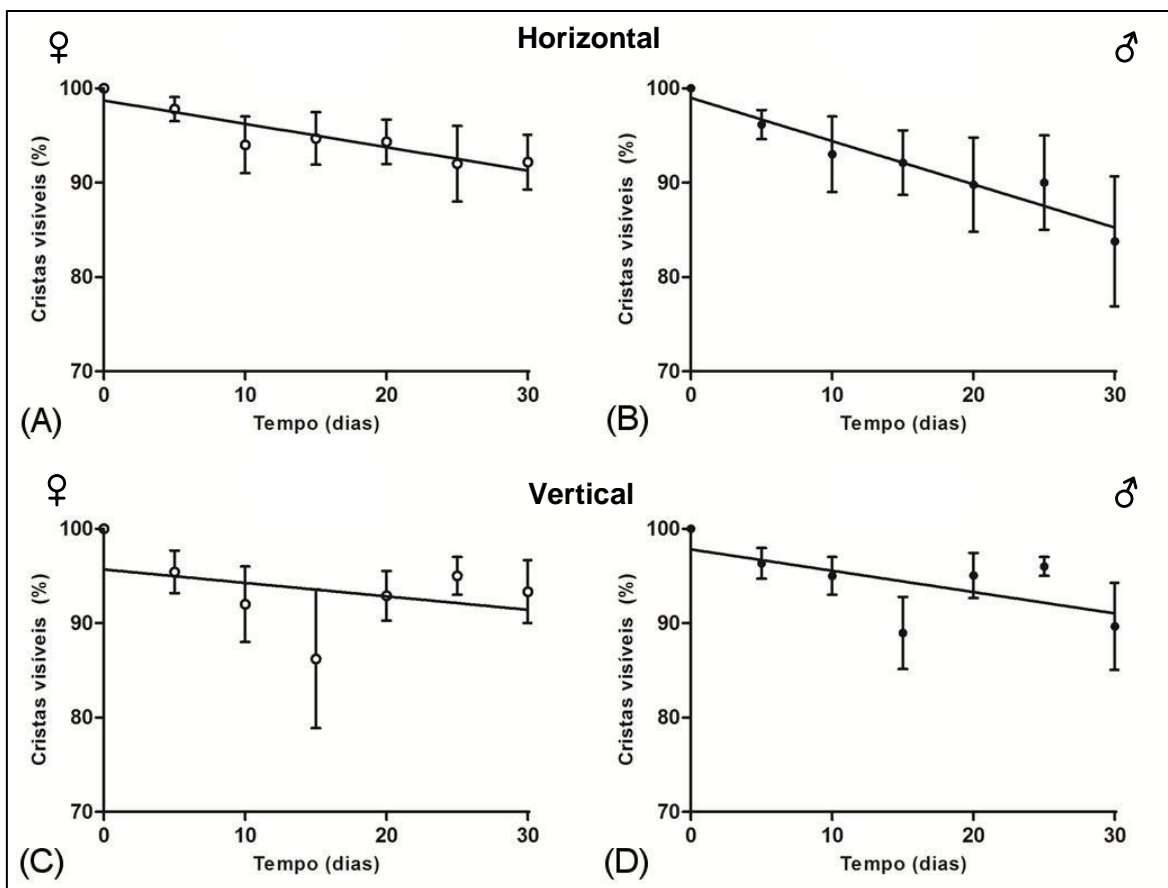 ♀ Horizontal ♂
Cristas visíveis (%)
100
90
80
70
0 10 20 30
Tempo (dias)
(A)
Cristas visíveis (%)
100
90
80
70
0 10 20 30
Tempo (dias)
(B)
♀ Vertical ♂
Cristas visíveis (%)
100
90
80
70
0 10 20 30
Tempo (dias)
(C)
Cristas visíveis (%)
100
90
80
70
0 10 20 30
Tempo (dias)
(D)